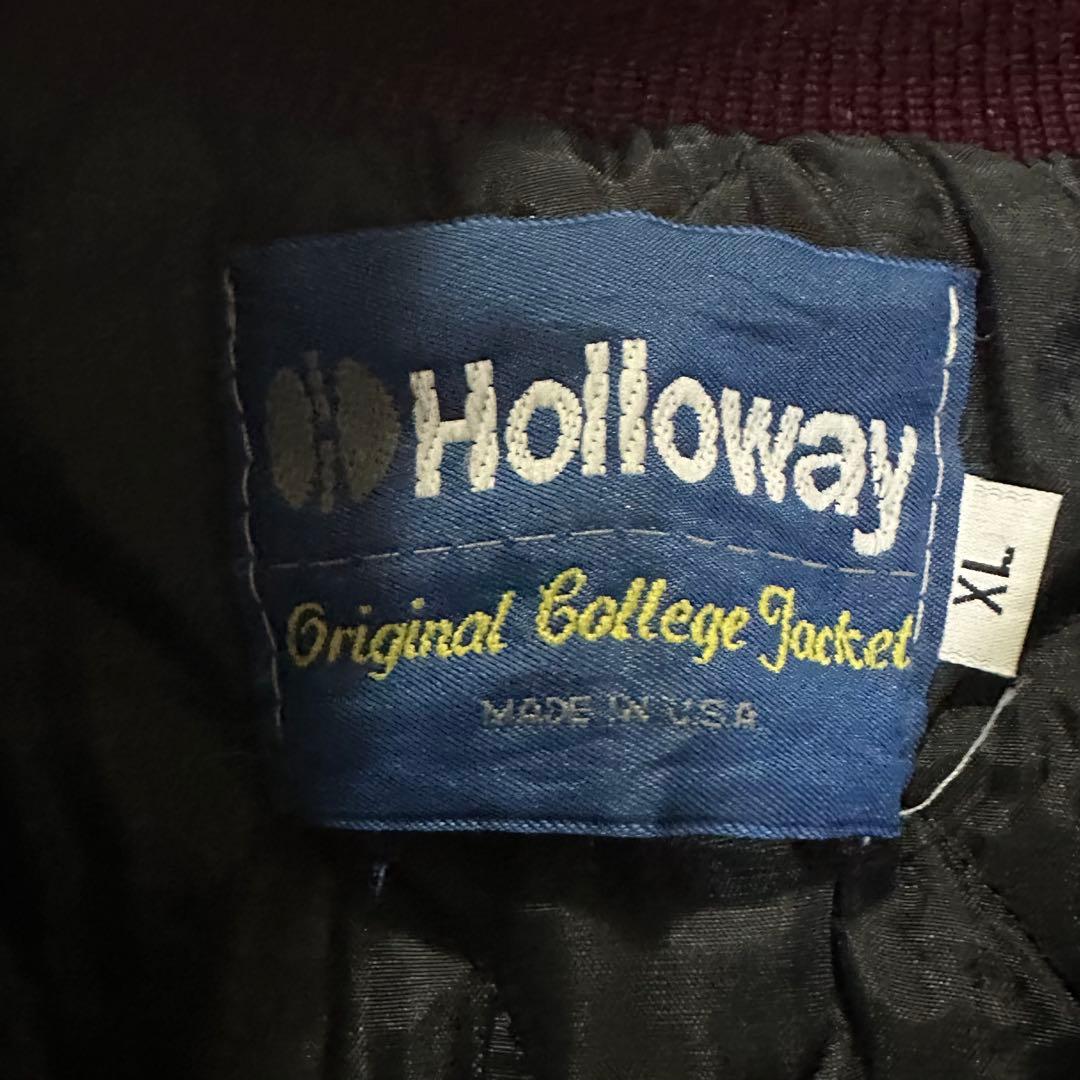 Holloway
Original College Jacket
MADE IN U.S.A
XL